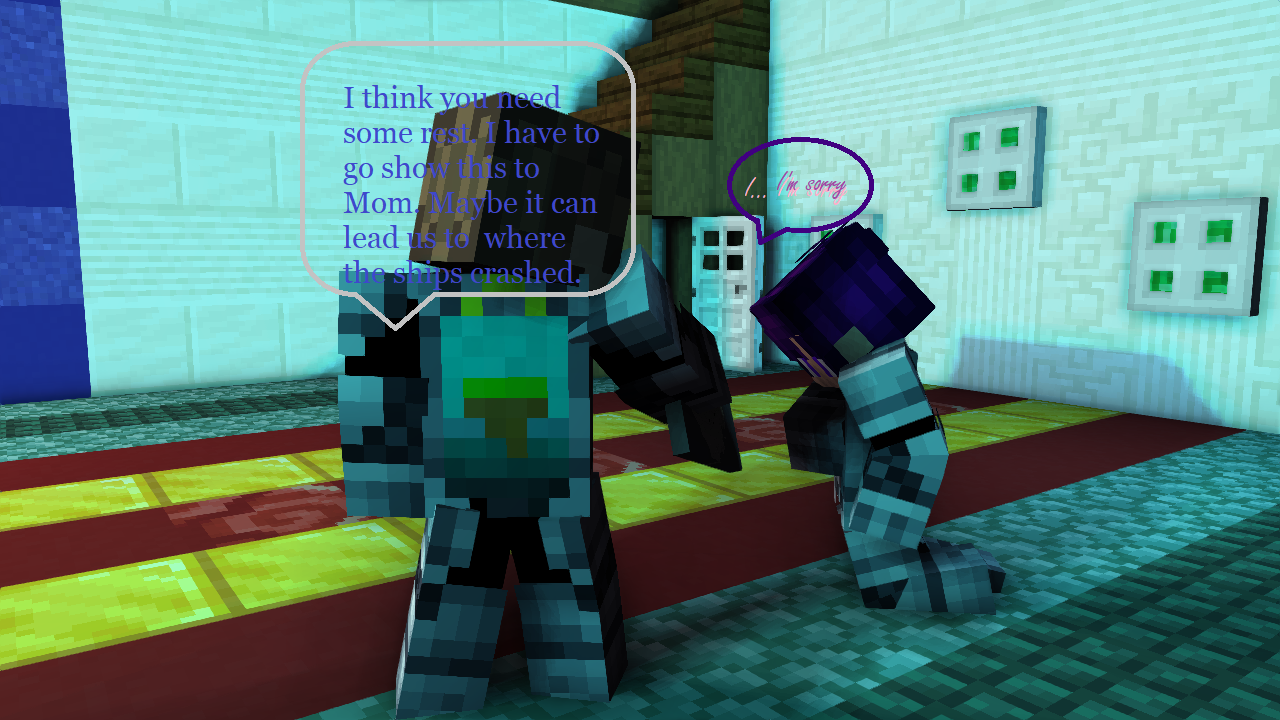 I think you need
some rest. I have to
go show this to
Mom. Maybe it can
lead us to where
the ships crashed.
I... I'm sorry